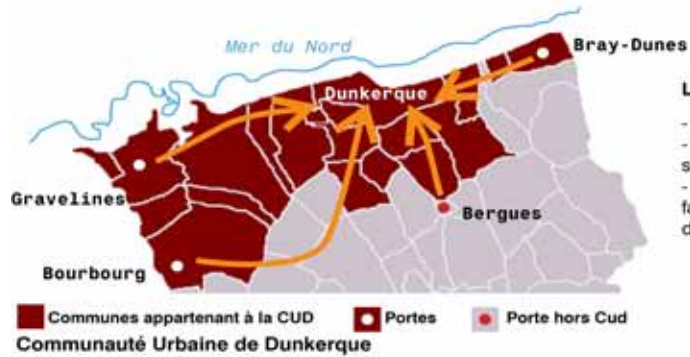 Mer du Nord
Bray-Dunes
Dunkerque
L
-
-
s
-
fa
d
Gravelines
Bergues
Bourbourg
Communes appartenant à la CUD
Portes
Porte hors Cud
Communauté Urbaine de Dunkerque